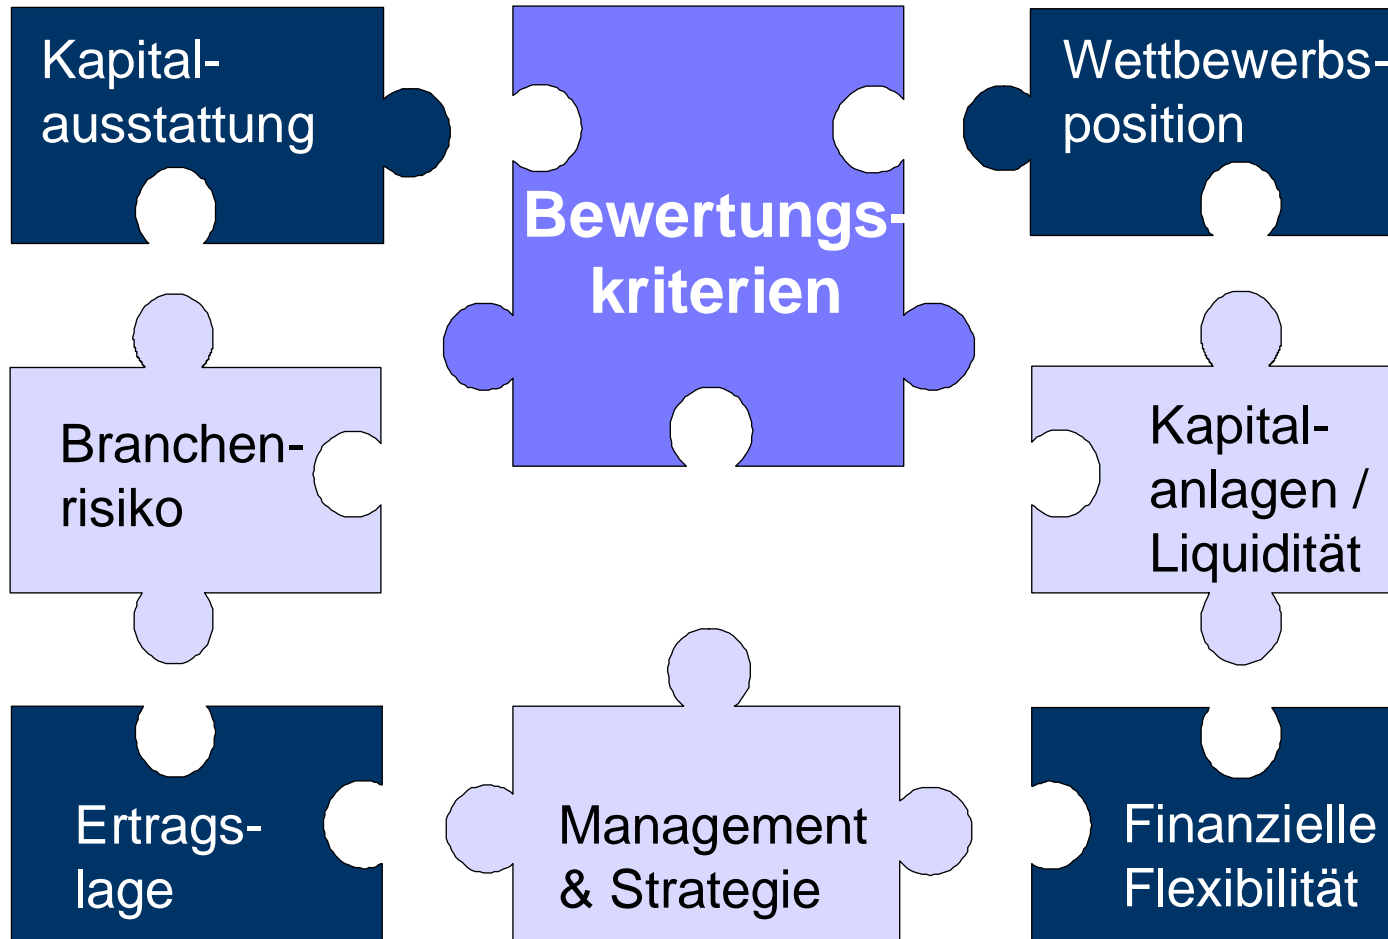 Kapital-
ausstattung
Bewertungs-
kriterien
Wettbewerbs-
position
Branchen-
risiko
Kapital-
anlagen /
Liquidität
Ertrags-
lage
Management
& Strategie
Finanzielle
Flexibilität